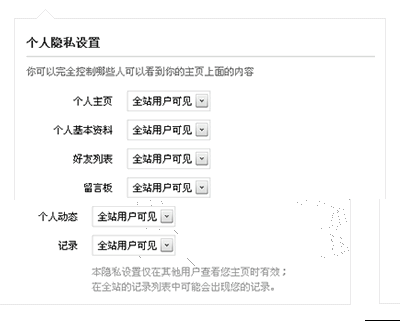 个人隐私设置
你可以完全控制哪些人可以看到你的主页上面的内容
个人主页 全站用户可见
个人基本资料 全站用户可见
好友列表 全站用户可见
留言板 全站用户可见
个人动态 全站用户可见
记录 全站用户可见
本隐私设置仅在其他用户查看您主页时有效；
在全站的记录列表中可能会出现您的记录。